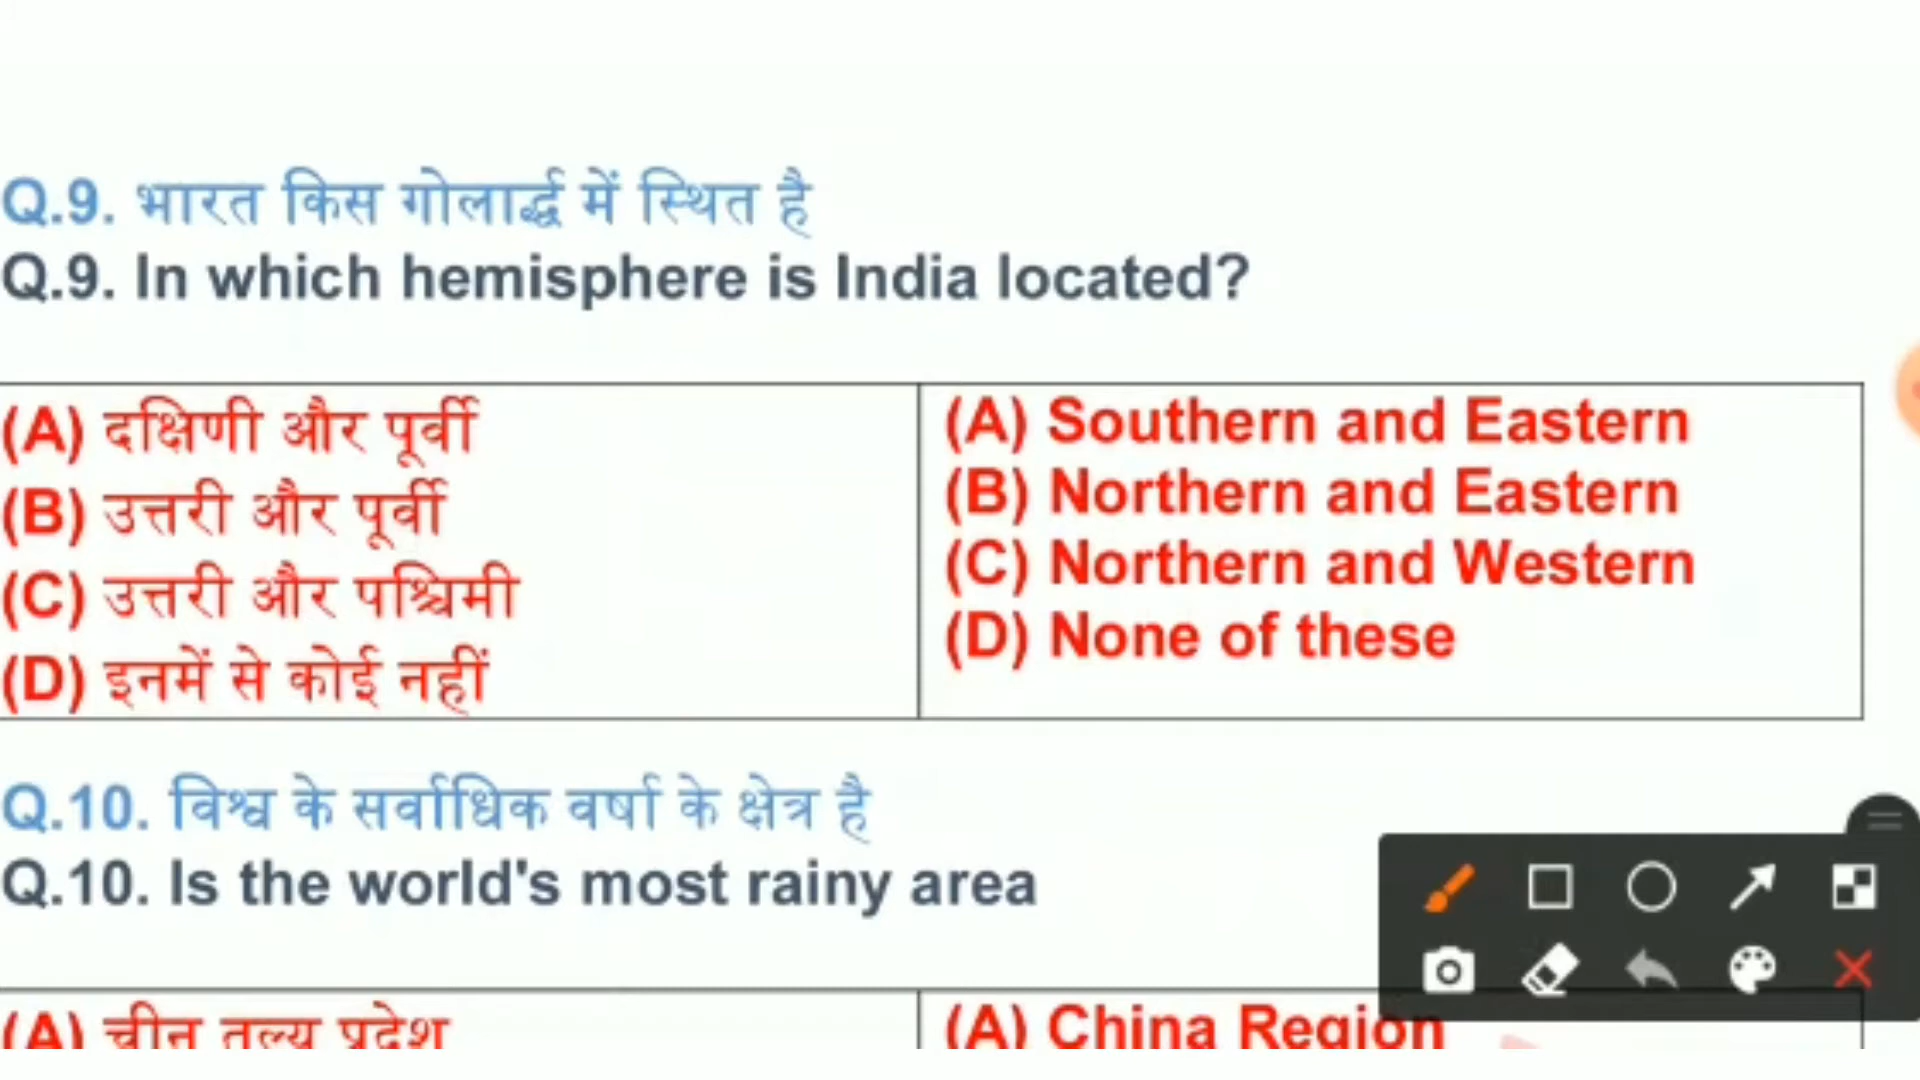 Q.9. भारत किस गोलार्द्ध में स्थित है
Q.9. In which hemisphere is India located?
(A) दक्षिणी और पूर्वी
(B) उत्तरी और पूर्वी
(C) उत्तरी और पश्चिमी
(D) इनमें से कोई नहीं
(A) Southern and Eastern
(B) Northern and Eastern
(C) Northern and Western
(D) None of these
Q.10. विश्व के सर्वाधिक वर्षा के क्षेत्र है
Q.10. Is the world's most rainy area
(A) चीन तुल्य प्रदेश
(A) China Region